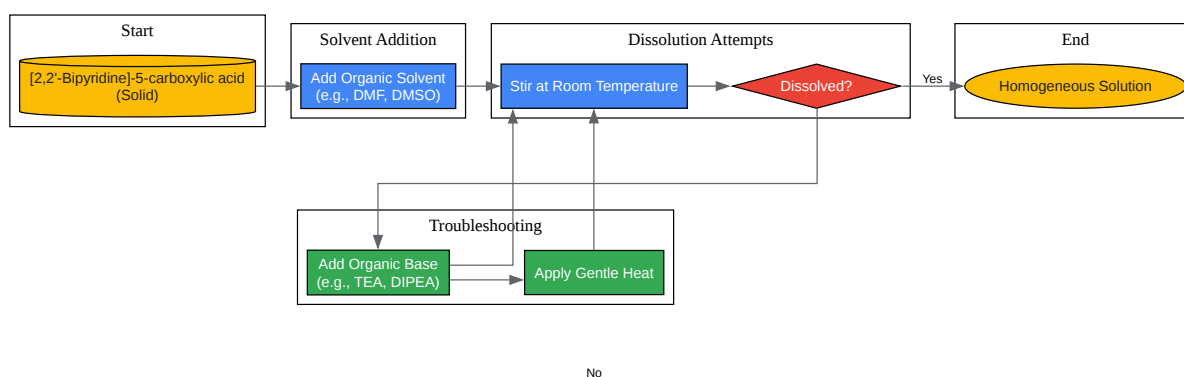 Start
[2,2'-Bipyridine]-5-carboxylic acid
(Solid)
Solvent Addition
Add Organic Solvent
(e.g., DMF, DMSO)
Dissolution Attempts
Stir at Room Temperature
Dissolved?
Yes
End
Homogeneous Solution
Troubleshooting
Add Organic Base
(e.g., TEA, DIPEA)
Apply Gentle Heat
No